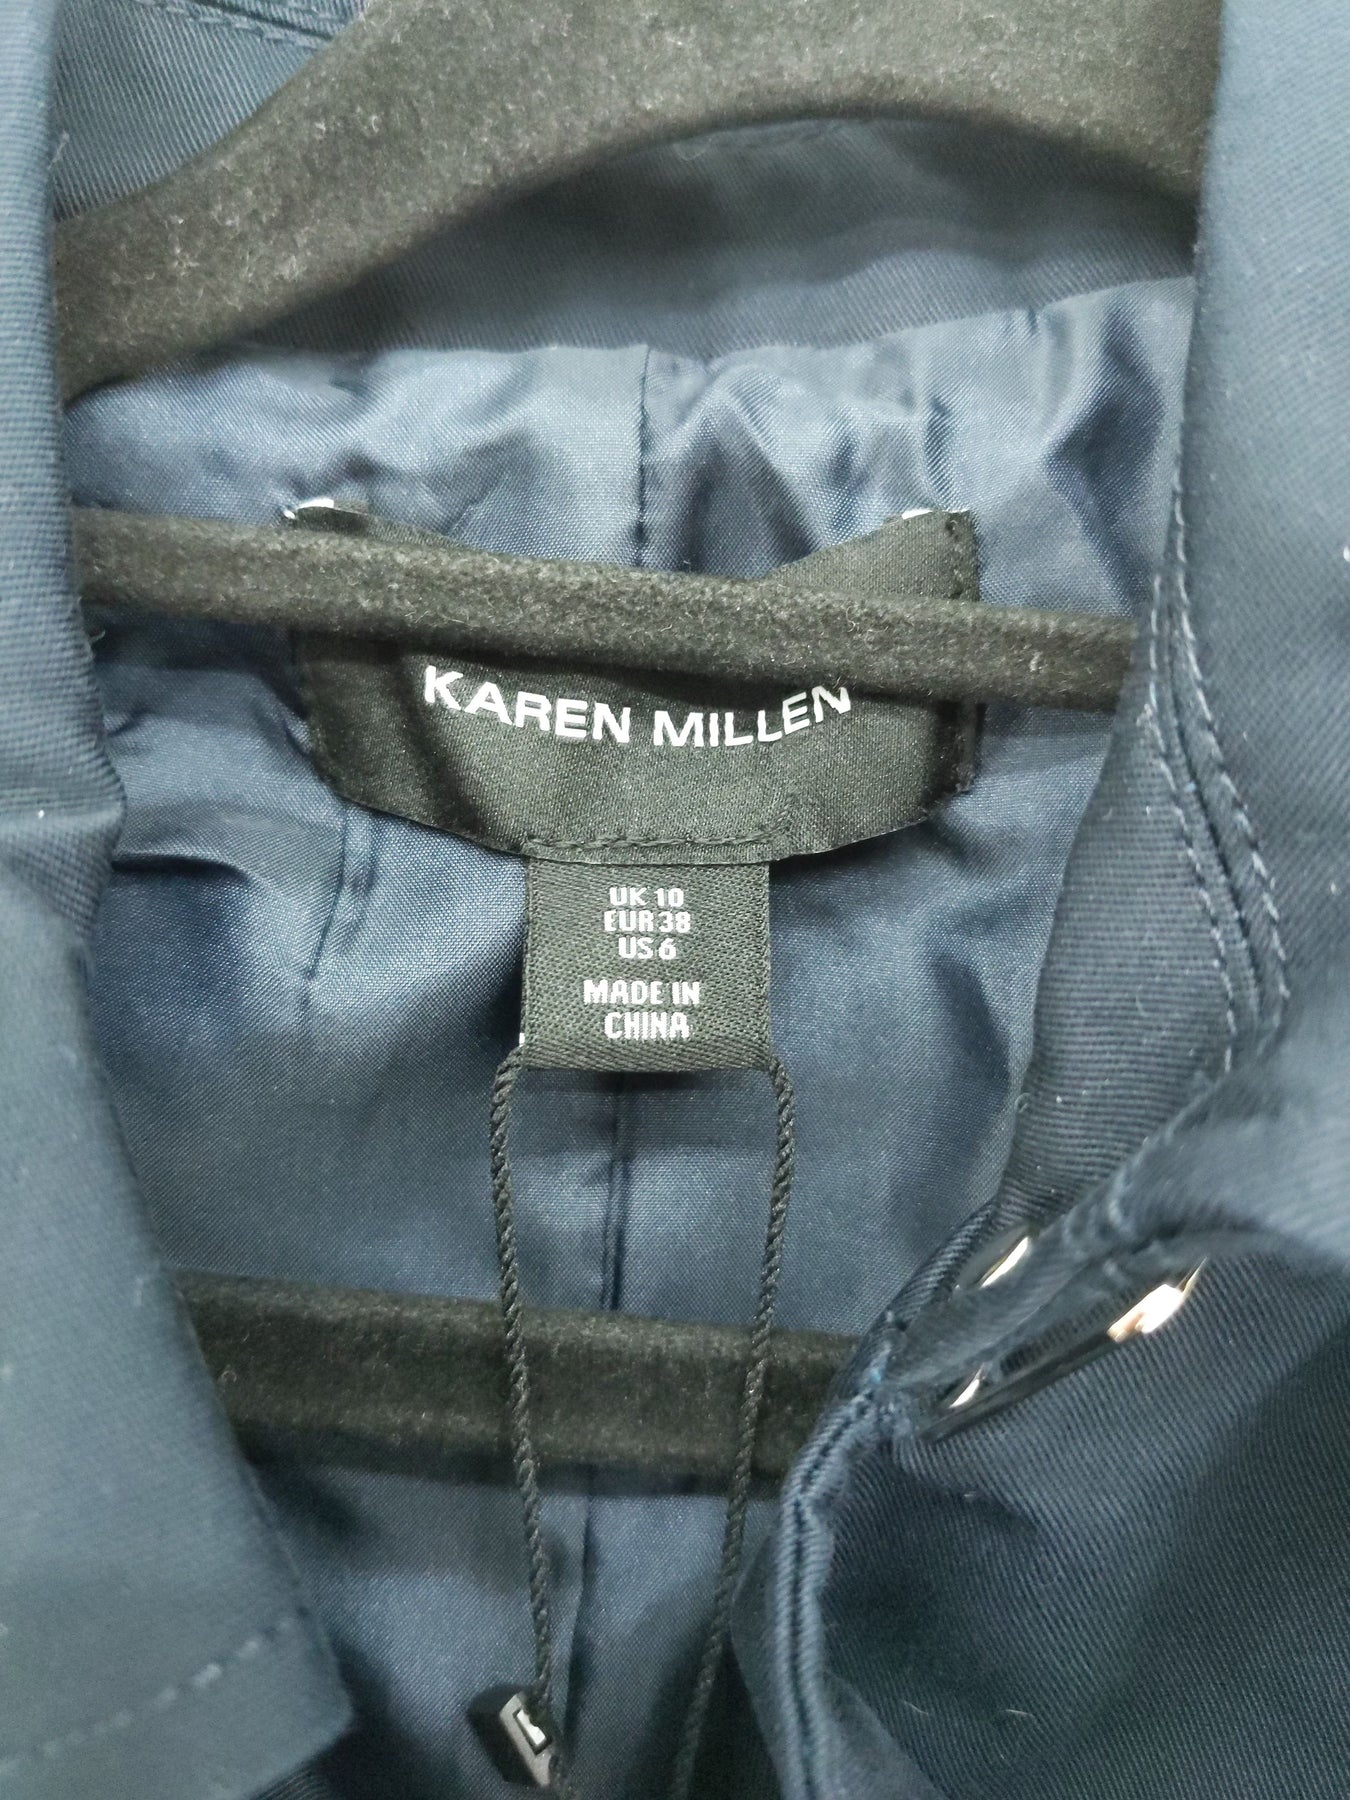 KAREN MILLEN
UK 10
EUR 38
US 6
MADE IN
CHINA